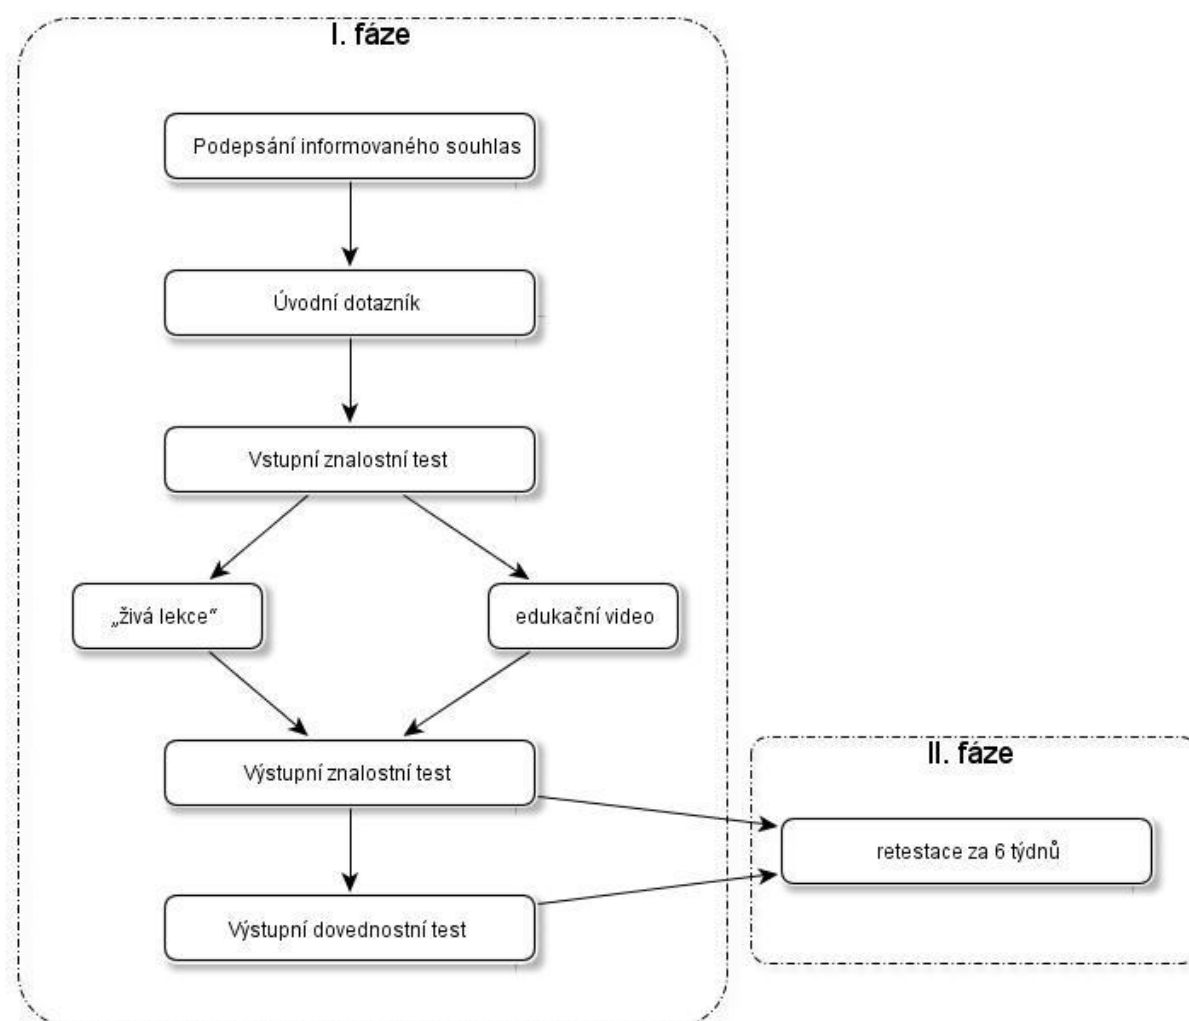 I. fáze
Podepsání informovaného souhlas
Úvodní dotazník
Vstupní znalostní test
„živá lekce“
edukační video
Výstupní znalostní test
Výstupní dovednostní test
II. fáze
retestace za 6 týdnů